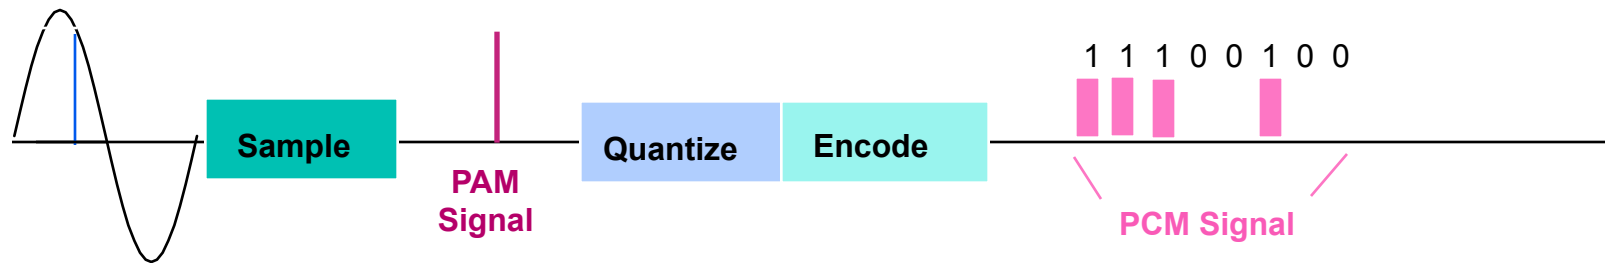 1 1 1 0 0 1 0 0
Sample
Quantize
Encode
PAM
Signal
PCM Signal